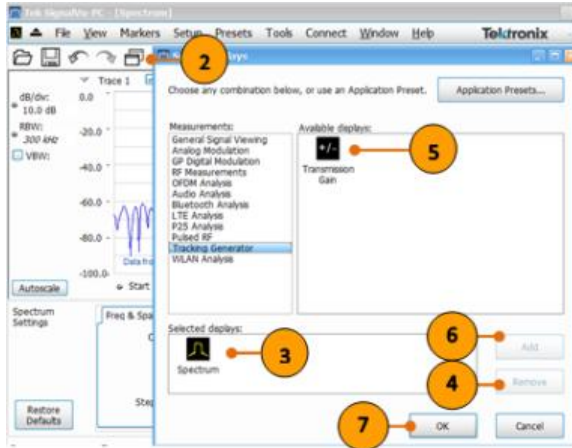 Tek SignalVu-PC - [Spectrum]
File View Markers Setup Presets Tools Connect Window Help Tektronix
2
Trace 1
dB/div:
10.0 dB
RBW:
300 kHz
VBW:
0.0
-20.0
-40.0
-60.0
-80.0
-100.0
Autoscale
Start
Spectrum
Settings
Freq & Spa
Restore
Defaults
Choose any combination below, or use an Application Preset.
Application Presets...
Measurements:
General Signal Viewing
Analog Modulation
GP Digital Modulation
RF Measurements
OFDM Analysis
Audio Analysis
Bluetooth Analysis
LTE Analysis
P25 Analysis
Pulsed RF
Tracking Generator
WLAN Analysis
Available displays:
+/-
Transmission
Gain
5
Selected displays:
Spectrum
3
6
Add
4
Remove
7
OK
Cancel